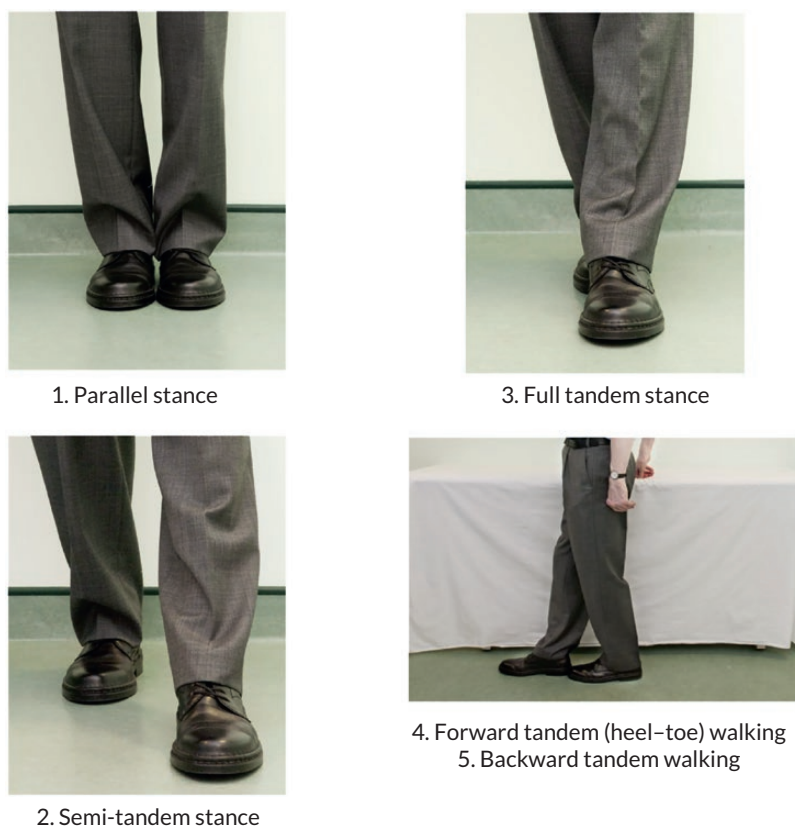 1. Parallel stance
2. Semi-tandem stance
3. Full tandem stance
4. Forward tandem (heel–toe) walking
5. Backward tandem walking